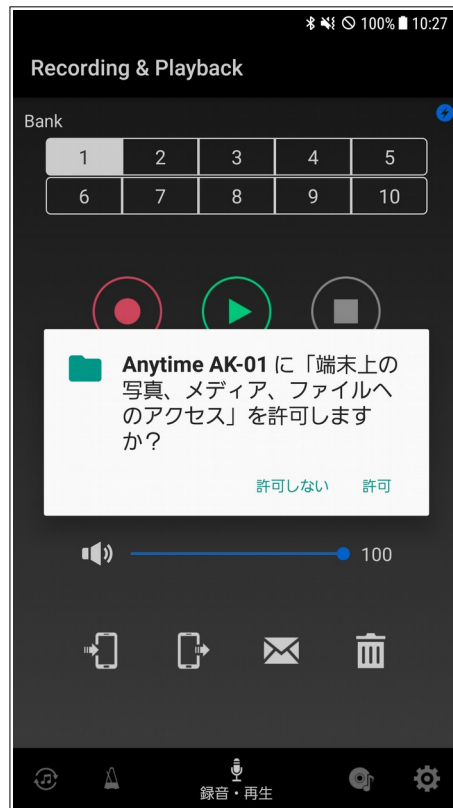 100% 10:27
Recording & Playback
Bank
1 2 3 4 5
6 7 8 9 10
Anytime AK-01 に「端末上の
写真、メディア、ファイルへ
のアクセス」を許可します
か？
許可しない 許可
100
録音・再生